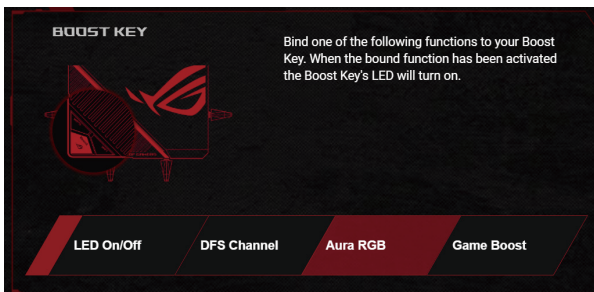 BOOST KEY
Bind one of the following functions to your Boost
Key. When the bound function has been activated
the Boost Key's LED will turn on.
LED On/Off
DFS Channel
Aura RGB
Game Boost